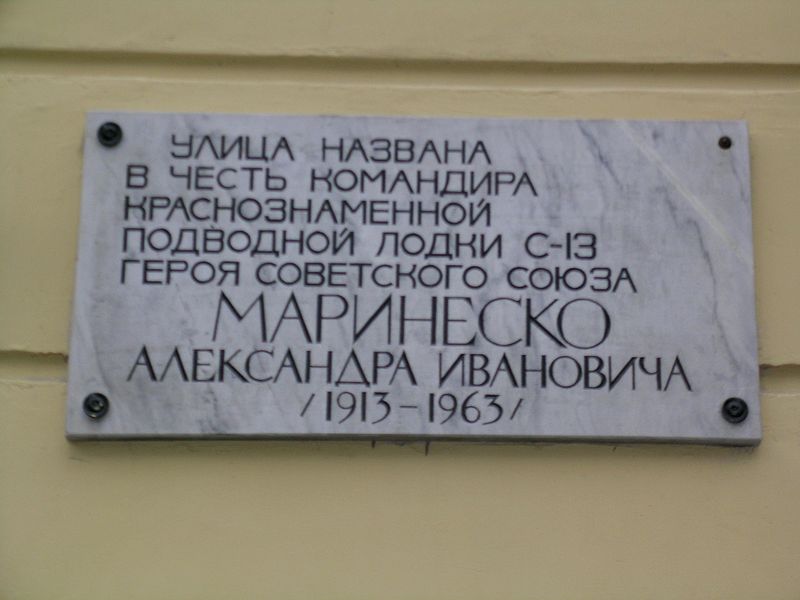 УЛИЦА НАЗВАНА
В ЧЕСТЬ КОМАНДИРА
КРАСНОЗНАМЕННОЙ
ПОДВОДНОЙ ЛОДКИ С-13
ГЕРОЯ СОВЕТСКОГО СОЮЗА
МАРИНЕСКО
АЛЕКСАНДРА ИВАНОВИЧА
/1913-1963/